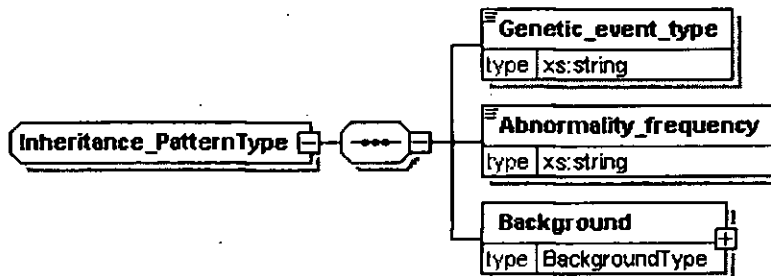 Genetic_event_type
type xs:string
Inheritance_PatternType
Abnormality_frequency
type xs:string
Background
type BackgroundType